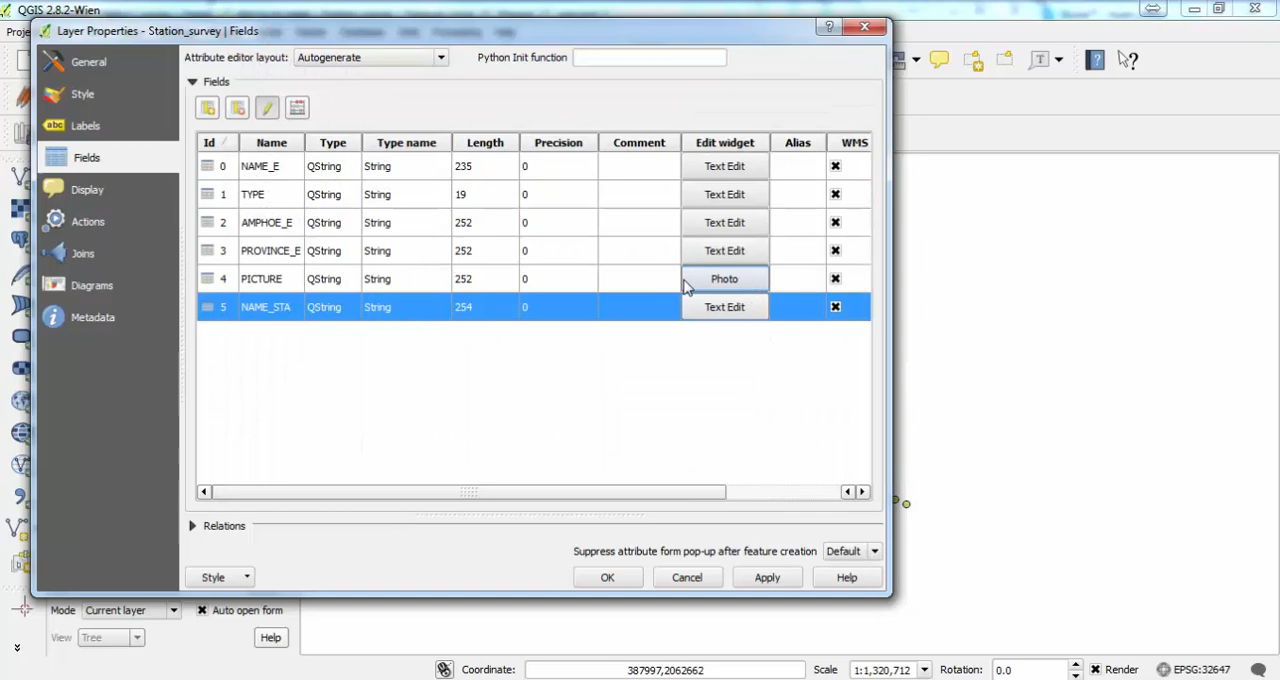 QGIS 2.8.2-Wien
Proje
Layer Properties - Station_survey | Fields
General
Style
Labels
Fields
Display
Actions
Joins
Diagrams
Metadata
Attribute editor layout: Autogenerate Python Init function
Fields
Id Name Type Type name Length Precision Comment Edit widget Alias WMS
0 NAME_E QString String 235 0 Text Edit
1 TYPE QString String 19 0 Text Edit
2 AMPHOE_E QString String 252 0 Text Edit
3 PROVINCE_E QString String 252 0 Text Edit
4 PICTURE QString String 252 0 Photo
5 NAME_STA QString String 254 0 Text Edit
Relations
Suppress attribute form pop-up after feature creation Default
Style OK Cancel Apply Help
Mode Current layer Auto open form
View Tree Help
Coordinate: 387997,2062662 Scale 1:1,320,712 Rotation: 0.0 Render EPSG:32647